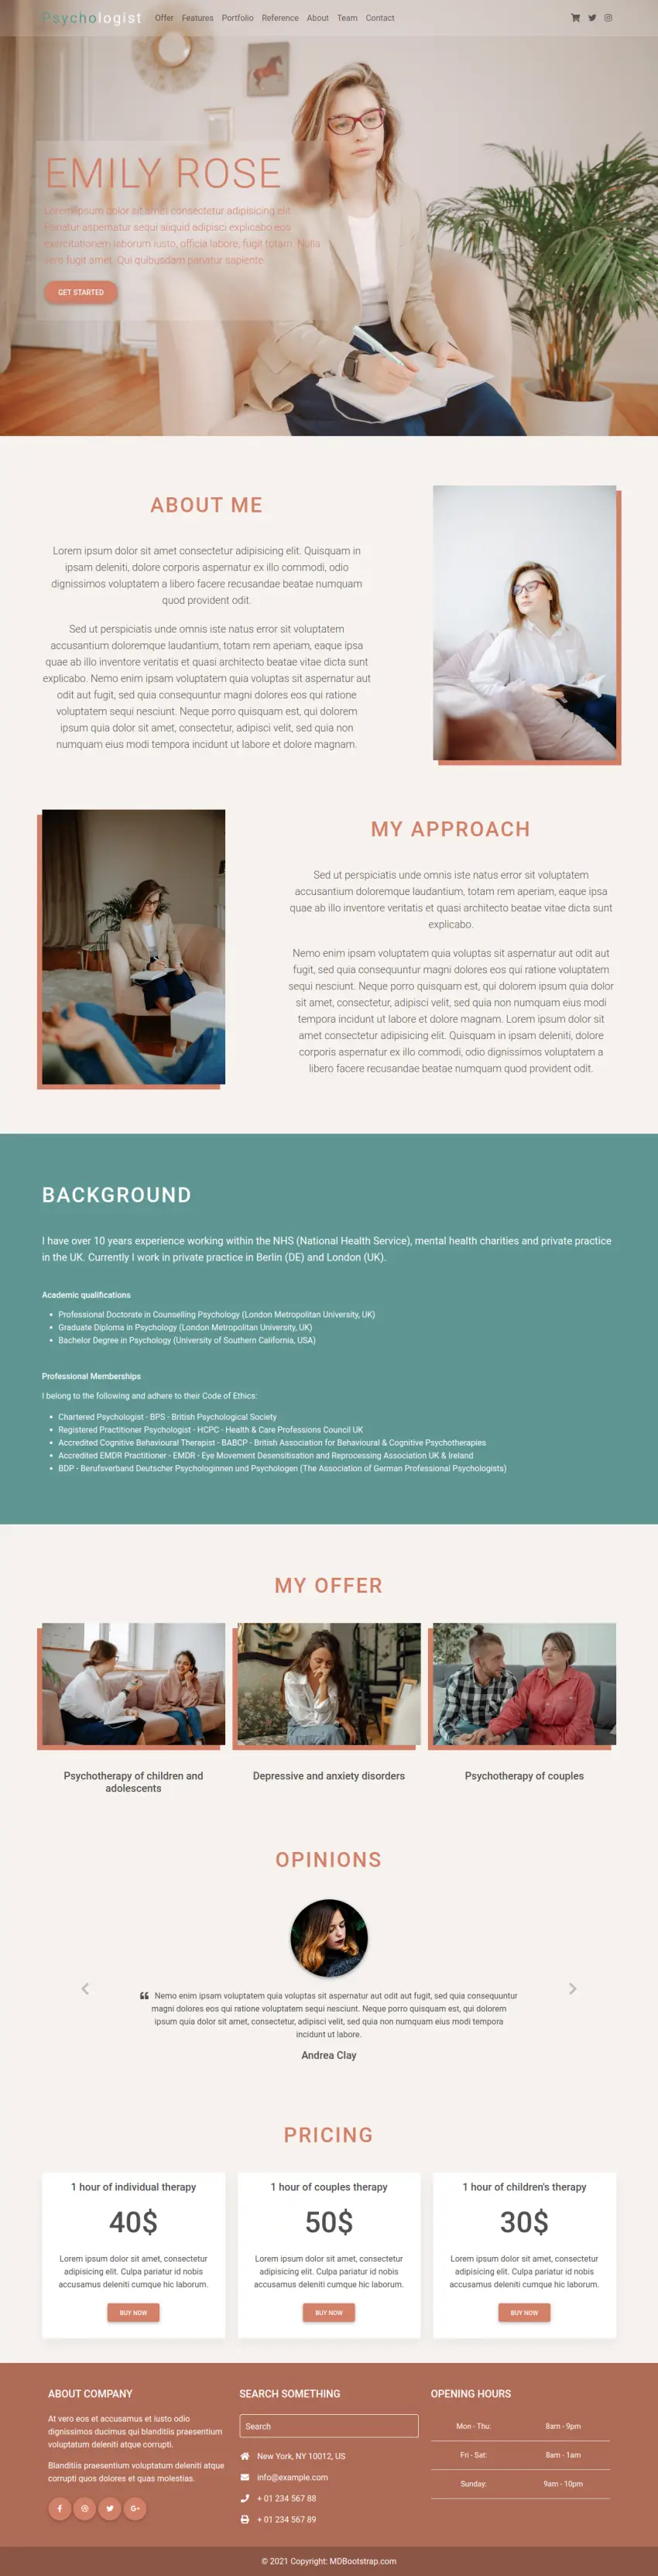 Psychologist
Offer Features Portfolio Reference About Team Contact
EMILY ROSE
Lorem ipsum dolor sit amet consectetur adipisicing elit.
Pariatur aspernatur sequi aliquid adipisci explicabo eos
exercitationem laborum iusto, officia labore, fugit totam. Nulla
vero fugit amet. Qui quibusdam pariatur sapiente.
GET STARTED
ABOUT ME
Lorem ipsum dolor sit amet consectetur adipisicing elit. Quisquam in
ipsam deleniti, dolore corporis aspernatur ex illo commodi, odio
dignissimos voluptatem a libero facere recusandae beatae numquam
quod provident odit.
Sed ut perspiciatis unde omnis iste natus error sit voluptatem
accusantium doloremque laudantium, totam rem aperiam, eaque ipsa
quae ab illo inventore veritatis et quasi architecto beatae vitae dicta sunt
explicabo. Nemo enim ipsam voluptatem quia voluptas sit aspernatur aut
odit aut fugit, sed quia consequuntur magni dolores eos qui ratione
voluptatem sequi nesciunt. Neque porro quisquam est, qui dolorem
ipsum quia dolor sit amet, consectetur, adipisci velit, sed quia non
numquam eius modi tempora incidunt ut labore et dolore magnam.
MY APPROACH
Sed ut perspiciatis unde omnis iste natus error sit voluptatem
accusantium doloremque laudantium, totam rem aperiam, eaque ipsa
quae ab illo inventore veritatis et quasi architecto beatae vitae dicta sunt
explicabo.
Nemo enim ipsam voluptatem quia voluptas sit aspernatur aut odit aut
fugit, sed quia consequuntur magni dolores eos qui ratione voluptatem
sequi nesciunt. Neque porro quisquam est, qui dolorem ipsum quia dolor
sit amet, consectetur, adipisci velit, sed quia non numquam eius modi
tempora incidunt ut labore et dolore magnam. Lorem ipsum dolor sit
amet consectetur adipisicing elit. Quisquam in ipsam deleniti, dolore
corporis aspernatur ex illo commodi, odio dignissimos voluptatem a
libero facere recusandae beatae numquam quod provident odit.
BACKGROUND
I have over 10 years experience working within the NHS (National Health Service), mental health charities and private practice
in the UK. Currently I work in private practice in Berlin (DE) and London (UK).
Academic qualifications
Professional Doctorate in Counselling Psychology (London Metropolitan University, UK)
Graduate Diploma in Psychology (London Metropolitan University, UK)
Bachelor Degree in Psychology (University of Southern California, USA)
Professional Memberships
I belong to the following and adhere to their Code of Ethics:
Chartered Psychologist - BPS - British Psychological Society
Registered Practitioner Psychologist - HCPC - Health & Care Professions Council UK
Accredited Cognitive Behavioural Therapist - BABCP - British Association for Behavioural & Cognitive Psychotherapies
Accredited EMDR Practitioner - EMDR - Eye Movement Desensitisation and Reprocessing Association UK & Ireland
BDP - Berufsverband Deutscher Psychologinnen und Psychologen (The Association of German Professional Psychologists)
MY OFFER
Psychotherapy of children and
adolescents
Depressive and anxiety disorders
Psychotherapy of couples
OPINIONS
Nemo enim ipsam voluptatem quia voluptas sit aspernatur aut odit aut fugit, sed quia consequuntur
magni dolores eos qui ratione voluptatem sequi nesciunt. Neque porro quisquam est, qui dolorem
ipsum quia dolor sit amet, consectetur, adipisci velit, sed quia non numquam eius modi tempora
incidunt ut labore.
Andrea Clay
PRICING
1 hour of individual therapy
40$
Lorem ipsum dolor sit amet, consectetur
adipisicing elit. Culpa pariatur id nobis
accusamus deleniti cumque hic laborum.
BUY NOW
1 hour of couples therapy
50$
Lorem ipsum dolor sit amet, consectetur
adipisicing elit. Culpa pariatur id nobis
accusamus deleniti cumque hic laborum.
BUY NOW
1 hour of children's therapy
30$
Lorem ipsum dolor sit amet, consectetur
adipisicing elit. Culpa pariatur id nobis
accusamus deleniti cumque hic laborum.
BUY NOW
ABOUT COMPANY
At vero eos et accusamus et iusto odio
dignissimos ducimus qui blanditiis praesentium
voluptatum deleniti atque corrupti.
Blanditiis praesentium voluptatum deleniti atque
corrupti quos dolores et quas molestias.
SEARCH SOMETHING
Search
New York, NY 10012, US
info@example.com
+ 01 234 567 88
+ 01 234 567 89
OPENING HOURS
Mon - Thu: 8am - 9pm
Fri - Sat: 8am - 1am
Sunday: 9am - 10pm
© 2021 Copyright: MDBootstrap.com